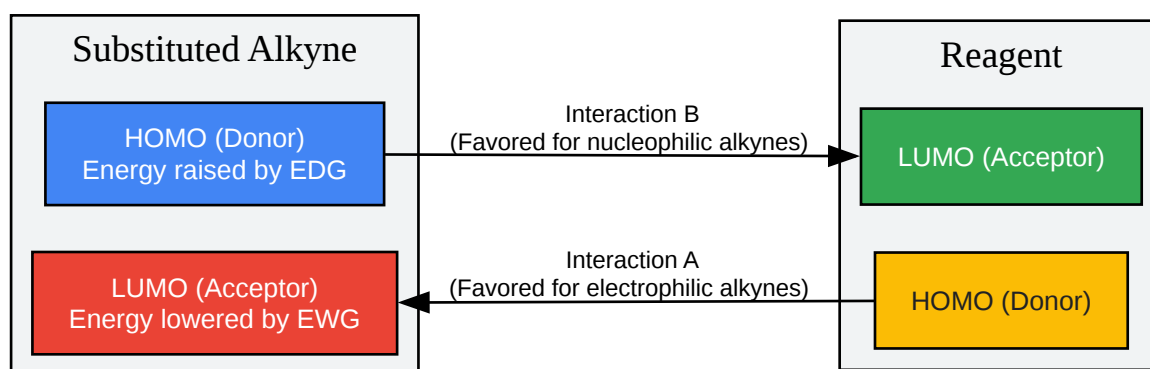 Substituted Alkyne
HOMO (Donor)
Energy raised by EDG
LUMO (Acceptor)
Energy lowered by EWG
Interaction B
(Favored for nucleophilic alkynes)
Interaction A
(Favored for electrophilic alkynes)
Reagent
LUMO (Acceptor)
HOMO (Donor)